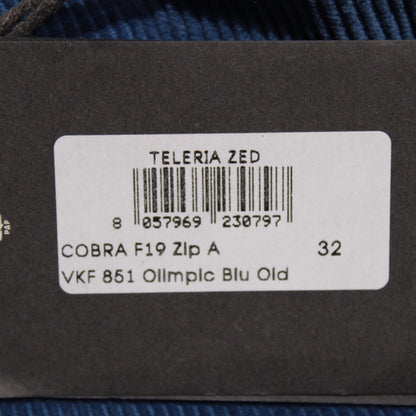 TELERIA ZED
8 057969 230797
COBRA F19 Zip A 32
VKF 851 Olimpic Blu Old